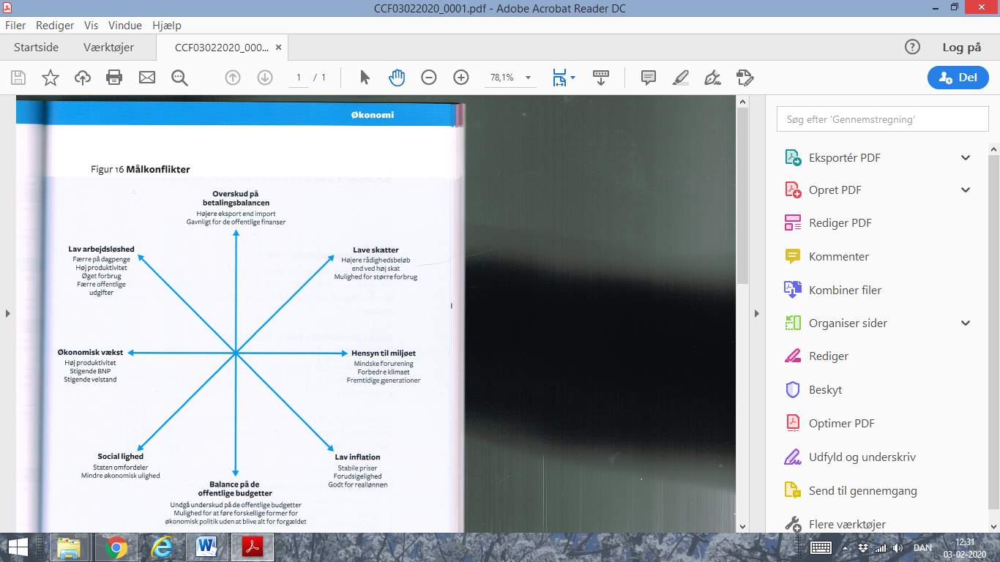 CCF03022020_0001.pdf - Adobe Acrobat Reader DC
Filer Rediger Vis Vindue Hjælp
Startside Værktøjer CCF03022020_000... × Log på
1 / 1 78,1% Del
Økonomi
Figur 16 Målkonflikter
Overskud på
betalingsbalancen
Højere eksport end import
Gavnligt for de offentlige finanser
Lav arbejdsløshed
Færre på dagpenge
Høj produktivitet
Øget forbrug
Færre offentlige
udgifter
Lave skatter
Højere rådighedsbeløb
end ved høj skat
Mulighed for større forbrug
Økonomisk vækst
Høj produktivitet
Stigende BNP
Stigende velstand
Hensyn til miljøet
Mindske forurening
Forbedre klimaet
Fremtidige generationer
Social lighed
Staten omfordeler
Mindre økonomisk ulighed
Lav inflation
Stabile priser
Forudsigelighed
Godt for reallønnen
Balance på de
offentlige budgetter
Undgå underskud på de offentlige budgetter
Mulighed for at føre forskellige former for
økonomisk politik uden at blive alt for forgældet
Søg efter 'Gennemstregning'
Eksportér PDF
Opret PDF
Rediger PDF
Kommenter
Kombiner filer
Organiser sider
Rediger
Beskyt
Optimer PDF
Udfyld og underskriv
Send til gennemgang
Flere værktøjer
DAN
12:31
03-02-2020